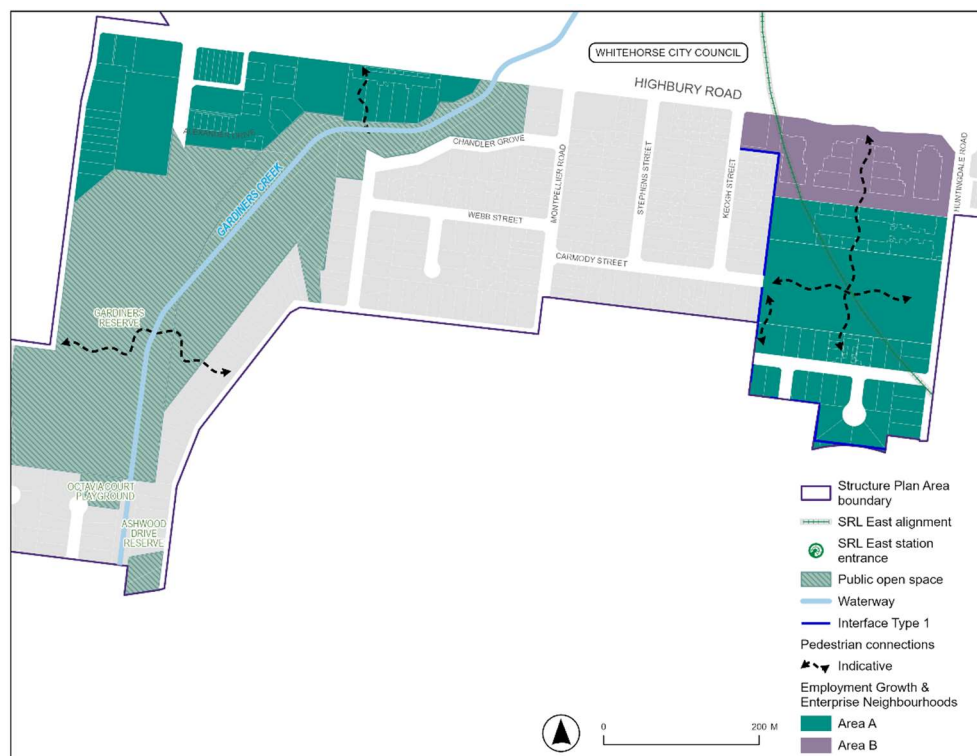 WHITEHORSE CITY COUNCIL
HIGHBURY ROAD
CHANDLER GROVE
MONTPELLIER ROAD
STEPHENS STREET
KEOGH STREET
HUNTINGDALE ROAD
GARDINERS CREEK
WEBB STREET
CARMODY STREET
GARDINERS
RESERVE
OCTAVIA COURT
PLAYGROUND
ASHWOOD
DRIVE
RESERVE
Structure Plan Area
boundary
SRL East alignment
SRL East station
entrance
Public open space
Waterway
Interface Type 1
Pedestrian connections
Indicative
Employment Growth &
Enterprise Neighbourhoods
Area A
Area B
0
200 M